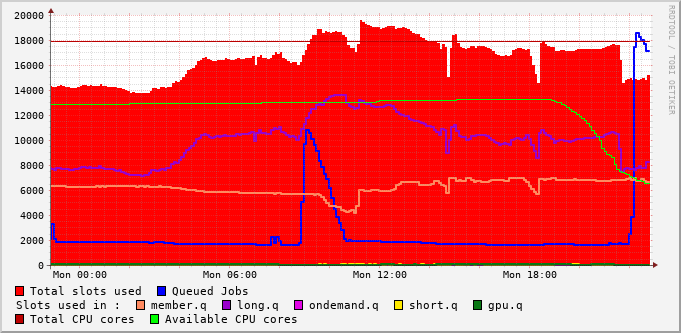 20000
18000
16000
14000
12000
10000
8000
6000
4000
2000
0
Mon 00:00 Mon 06:00 Mon 12:00 Mon 18:00
RRDTOOL / TOBI OETIKER
Total slots used Queued Jobs
Slots used in : member.q long.q ondemand.q short.q gpu.q
Total CPU cores Available CPU cores